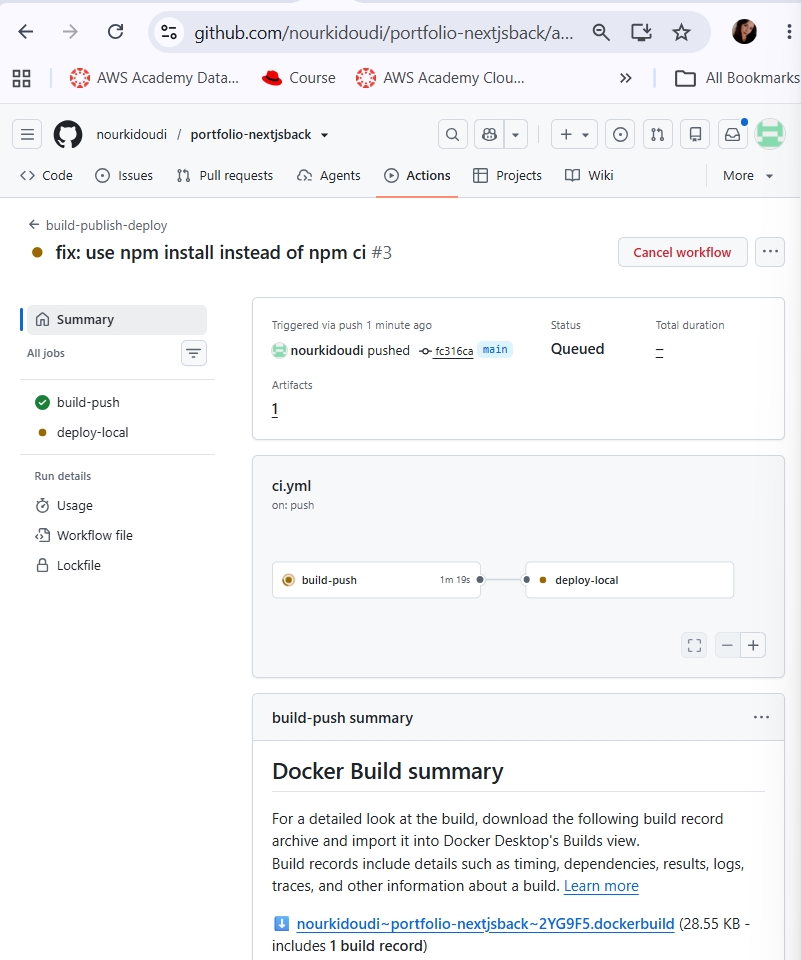 github.com/nourkidoudi/portfolio-nextjsback/a...
AWS Academy Data... Course AWS Academy Clou... » All Bookmarks
nourkidoudi / portfolio-nextjsback
Code Issues Pull requests Agents Actions Projects Wiki More
build-publish-deploy
fix: use npm install instead of npm ci #3
Cancel workflow
Summary
All jobs
build-push
deploy-local
Run details
Usage
Workflow file
Lockfile
Triggered via push 1 minute ago
Status
Total duration
nourkidoudi pushed fc316ca main
Queued
–
Artifacts
1
ci.yml
on: push
build-push 1m 19s
deploy-local
build-push summary
Docker Build summary
For a detailed look at the build, download the following build record
archive and import it into Docker Desktop's Builds view.
Build records include details such as timing, dependencies, results, logs,
traces, and other information about a build. Learn more
nourkidoudi~portfolio-nextjsback~2YG9F5.dockerbuild (28.55 KB -
includes 1 build record)